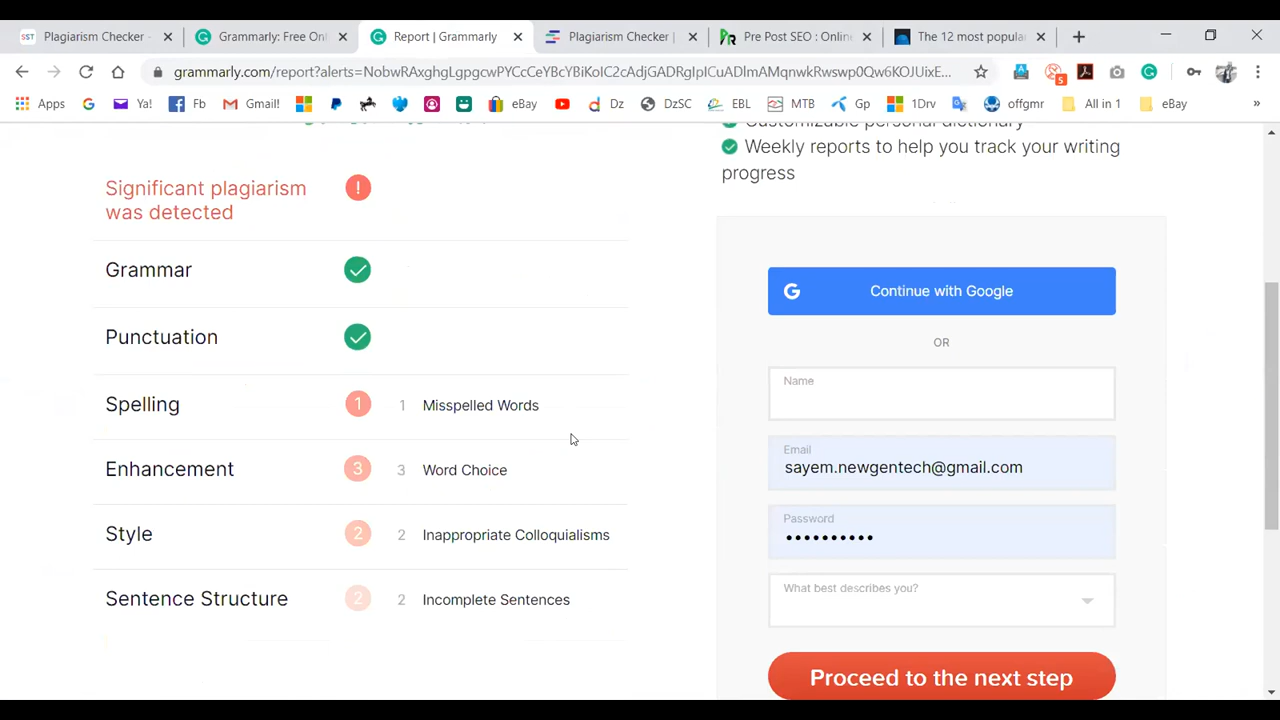 SST Plagiarism Checker -
Grammarly: Free Onl
Report | Grammarly
Plagiarism Checker |
Pre Post SEO : Online
The 12 most popula
grammarly.com/report?alerts=
5
Apps
Ya!
Fb
Gmail!
eBay
Dz
DzSC
EBL
MTB
Gp
1Drv
offgmr
All in 1
eBay
»
Customizable personal dictionary
Weekly reports to help you track your writing
progress
Significant plagiarism
was detected
!
Grammar
Punctuation
Spelling 1 1 Misspelled Words
Enhancement 3 3 Word Choice
Style 2 2 Inappropriate Colloquialisms
Sentence Structure 2 2 Incomplete Sentences
Continue with Google
OR
Name
Email
sayem.newgentech@gmail.com
Password
••••••••••
What best describes you?
Proceed to the next step